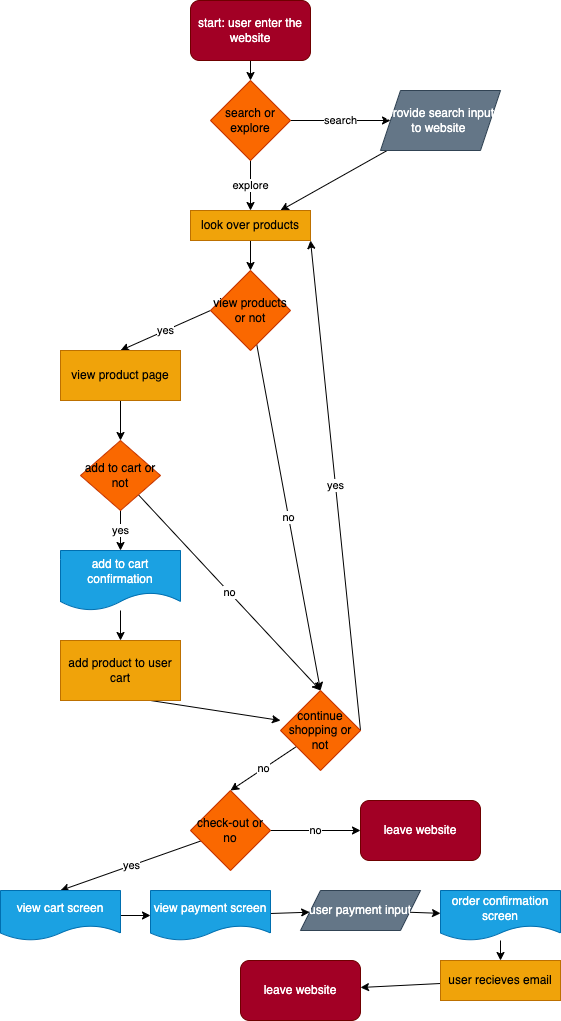 start: user enter the
website
search or
explore
search
rovide search input
to website
explore
look over products
view products
or not
yes
view product page
add to cart or
not
yes
yes
no
add to cart
confirmation
no
add product to user
cart
continue
shopping or
not
no
check-out or
no
no
leave website
yes
view cart screen
view payment screen
user payment input
order confirmation
screen
user recieves email
leave website